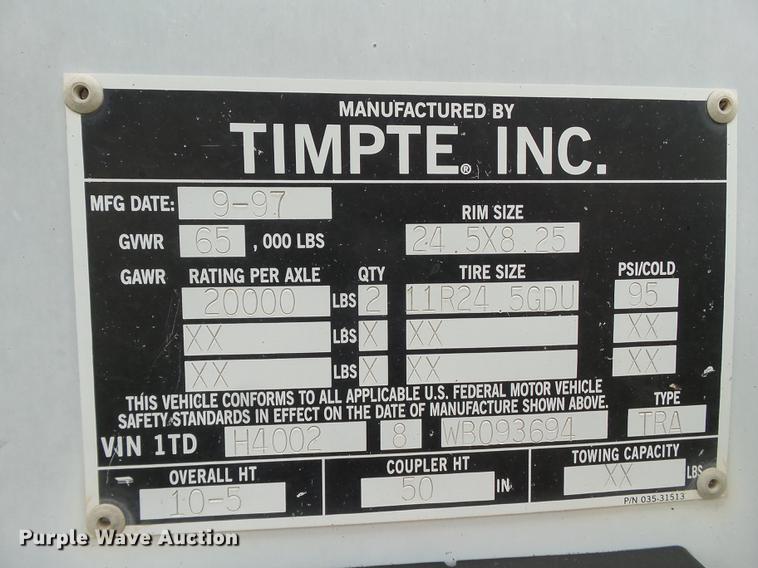 MANUFACTURED BY
TIMPTE® INC.
MFG DATE: 9-97
RIM SIZE
GVWR 65 ,000 LBS 24.5X8.25
GAWR RATING PER AXLE QTY TIRE SIZE PSI/COLD
20000 LBS 2 11R24.5GDU 95
XX LBS X XX XX
XX LBS X XX XX
THIS VEHICLE CONFORMS TO ALL APPLICABLE U.S. FEDERAL MOTOR VEHICLE
SAFETY STANDARDS IN EFFECT ON THE DATE OF MANUFACTURE SHOWN ABOVE. TYPE
VIN 1TD H4002 8 WB093694 TRA
OVERALL HT COUPLER HT TOWING CAPACITY
10-5 50 IN XX LBS
P/N 035-31513
Purple Wave Auction